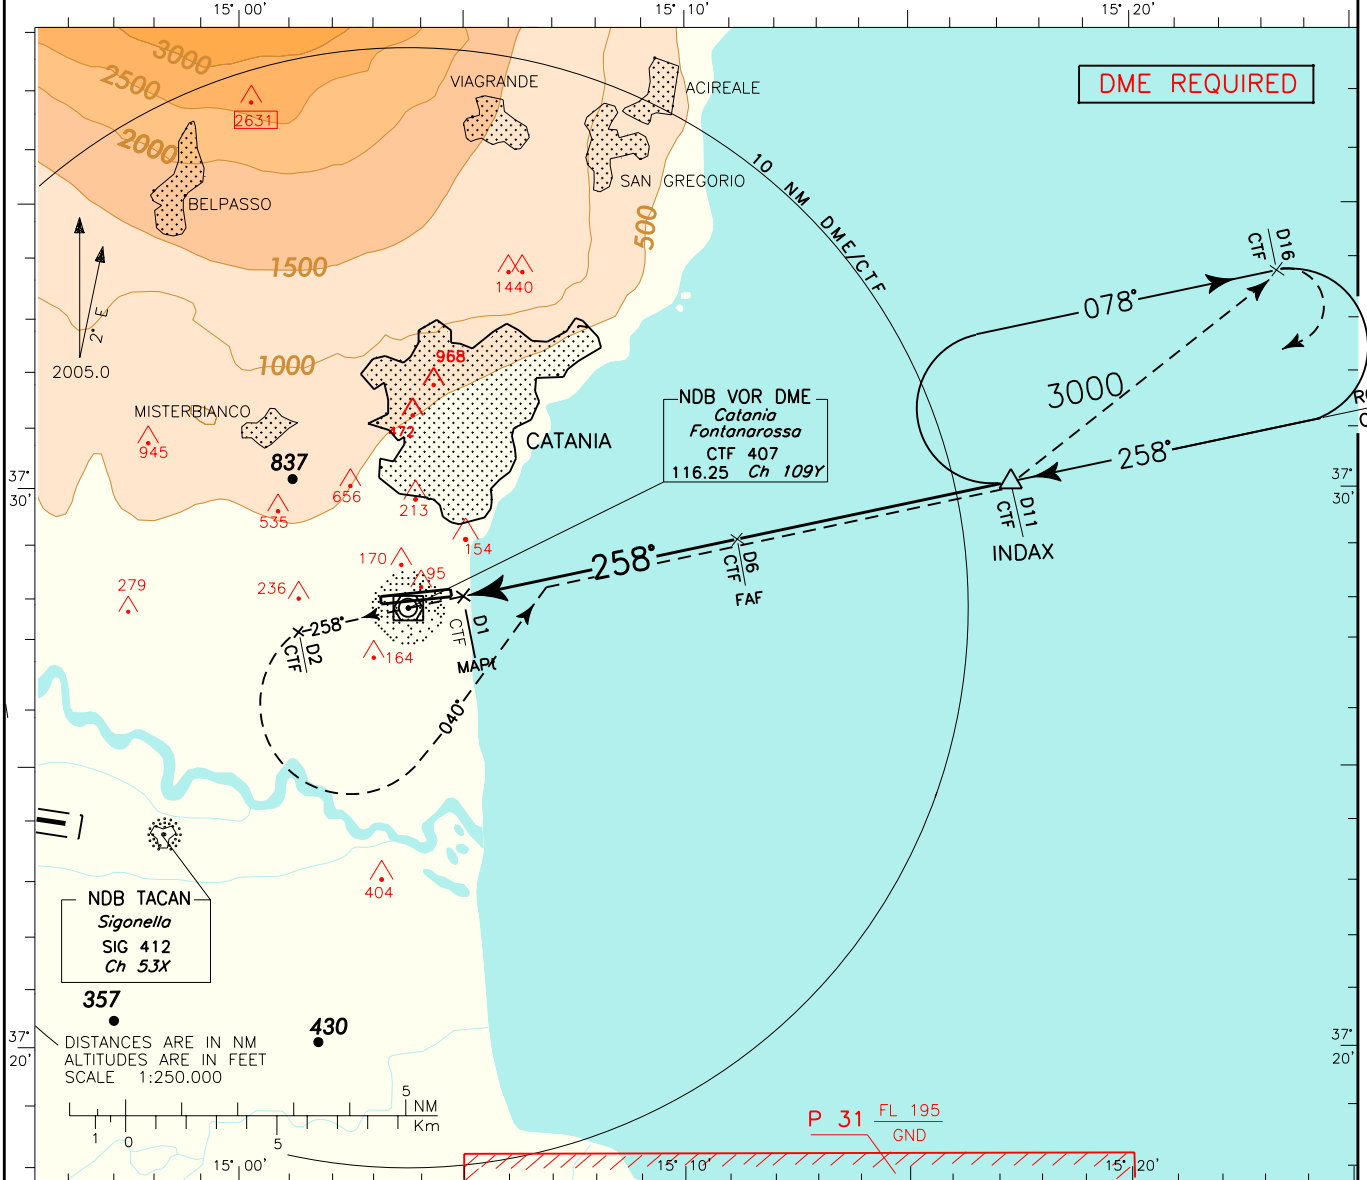 15° 00'
15° 10'
15° 20'
DME REQUIRED
3000
2500
2000
2631
VIAGRANDE
ACIREALE
SAN GREGORIO
BELPASSO
10 NM DME/CTF
500
1500
1440
1000
2° E
2005.0
D16
CTF
078°
3000
968
MISTERBIANCO
945
472
CATANIA
837
NDB VOR DME
Catania
Fontanarossa
CTF 407
116.25 Ch 109Y
258°
37°
30'
37°
30'
656
535
213
154
D11
CTF
INDAX
170
95
258°
D6
CTF
FAF
279
236
258°
D2
CTF
D1
CTF
MAPt
164
040°
404
NDB TACAN
Sigonella
SIG 412
Ch 53X
357
430
37°
20'
37°
20'
DISTANCES ARE IN NM
ALTITUDES ARE IN FEET
SCALE 1:250.000
5
NM
Km
1
0
5
P 31
FL 195
GND
15° 00'
15° 10'
15° 20'